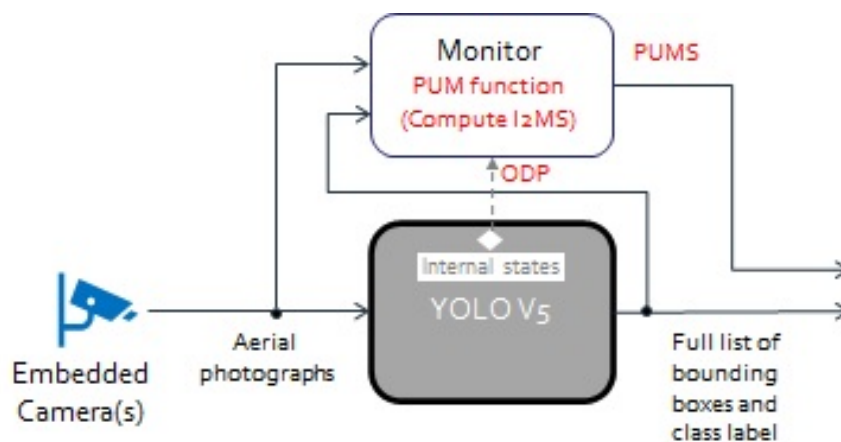 Monitor
PUM function
(Compute I2MS)
PUMS
ODP
Internal states
YOLO V5
Embedded
Camera(s)
Aerial
photographs
Full list of
bounding
boxes and
class label